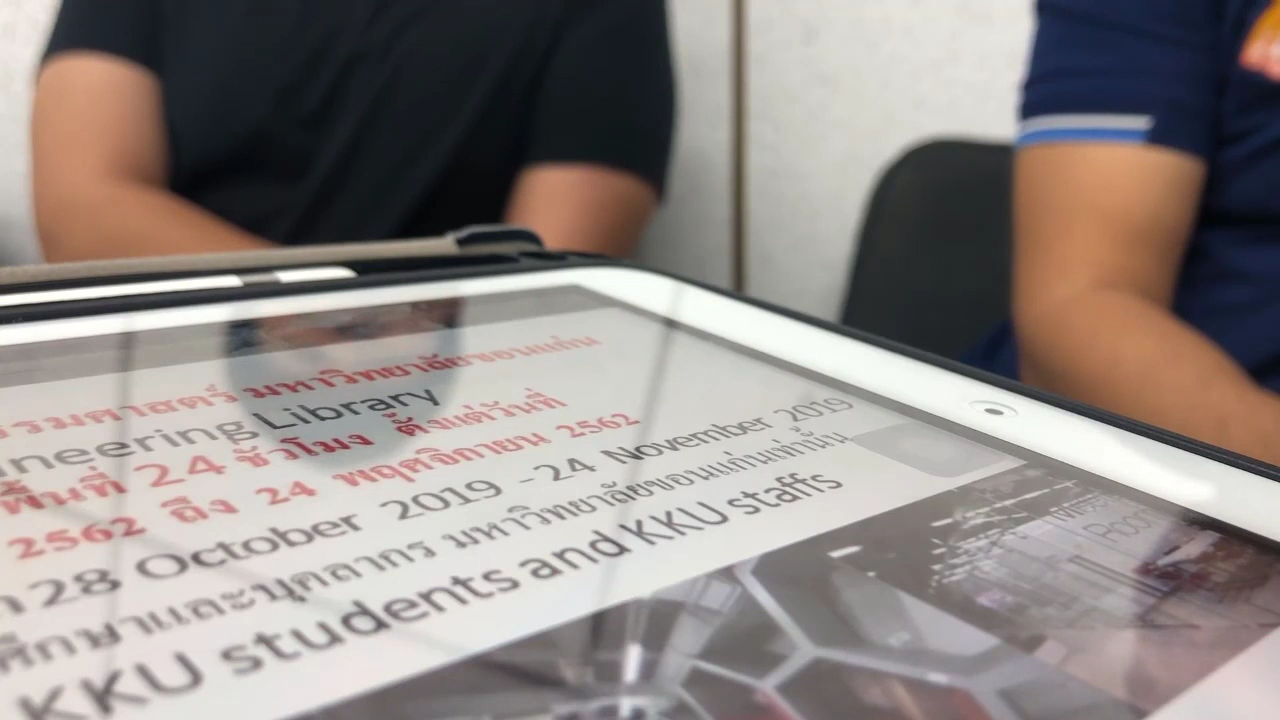 รรมศาสตร์ มหาวิทยาลัยขอนแก่น
ineering Library
พื้นที่ 24 ชั่วโมง ตั้งแต่วันที่
2562 ถึง 24 พฤศจิกายน 2562
28 October 2019 - 24 November 2019
ศึกษาและบุคลากร มหาวิทยาลัยขอนแก่นเท่านั้น
KKU students and KKU staffs
Room